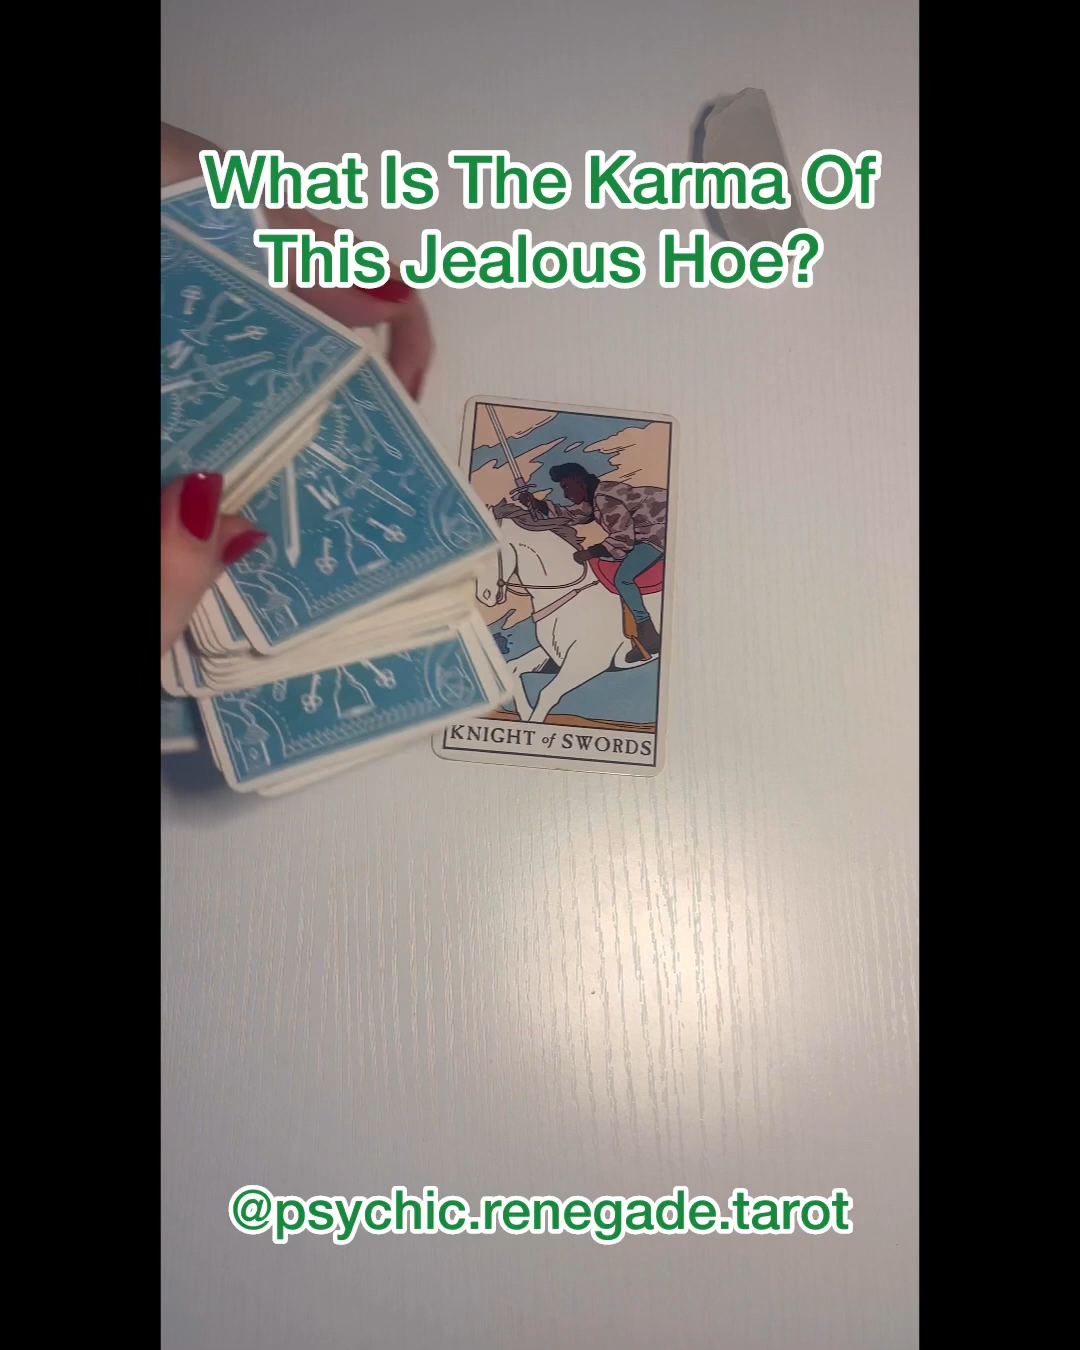 What Is The Karma Of
This Jealous Hoe?
W
KNIGHT of SWORDS
@psychic.renegade.tarot